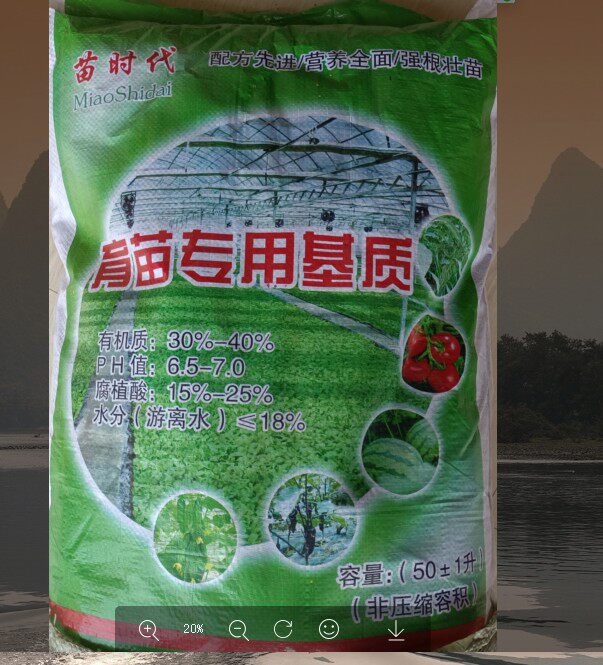 苗时代
MiaoShidai
配方先进/营养全面/强根壮苗
育苗专用基质
有机质：30%-40%
PH值：6.5-7.0
腐植酸：15%-25%
水分（游离水）≤18%
容量：（50±1升）
（非压缩容积）
20%